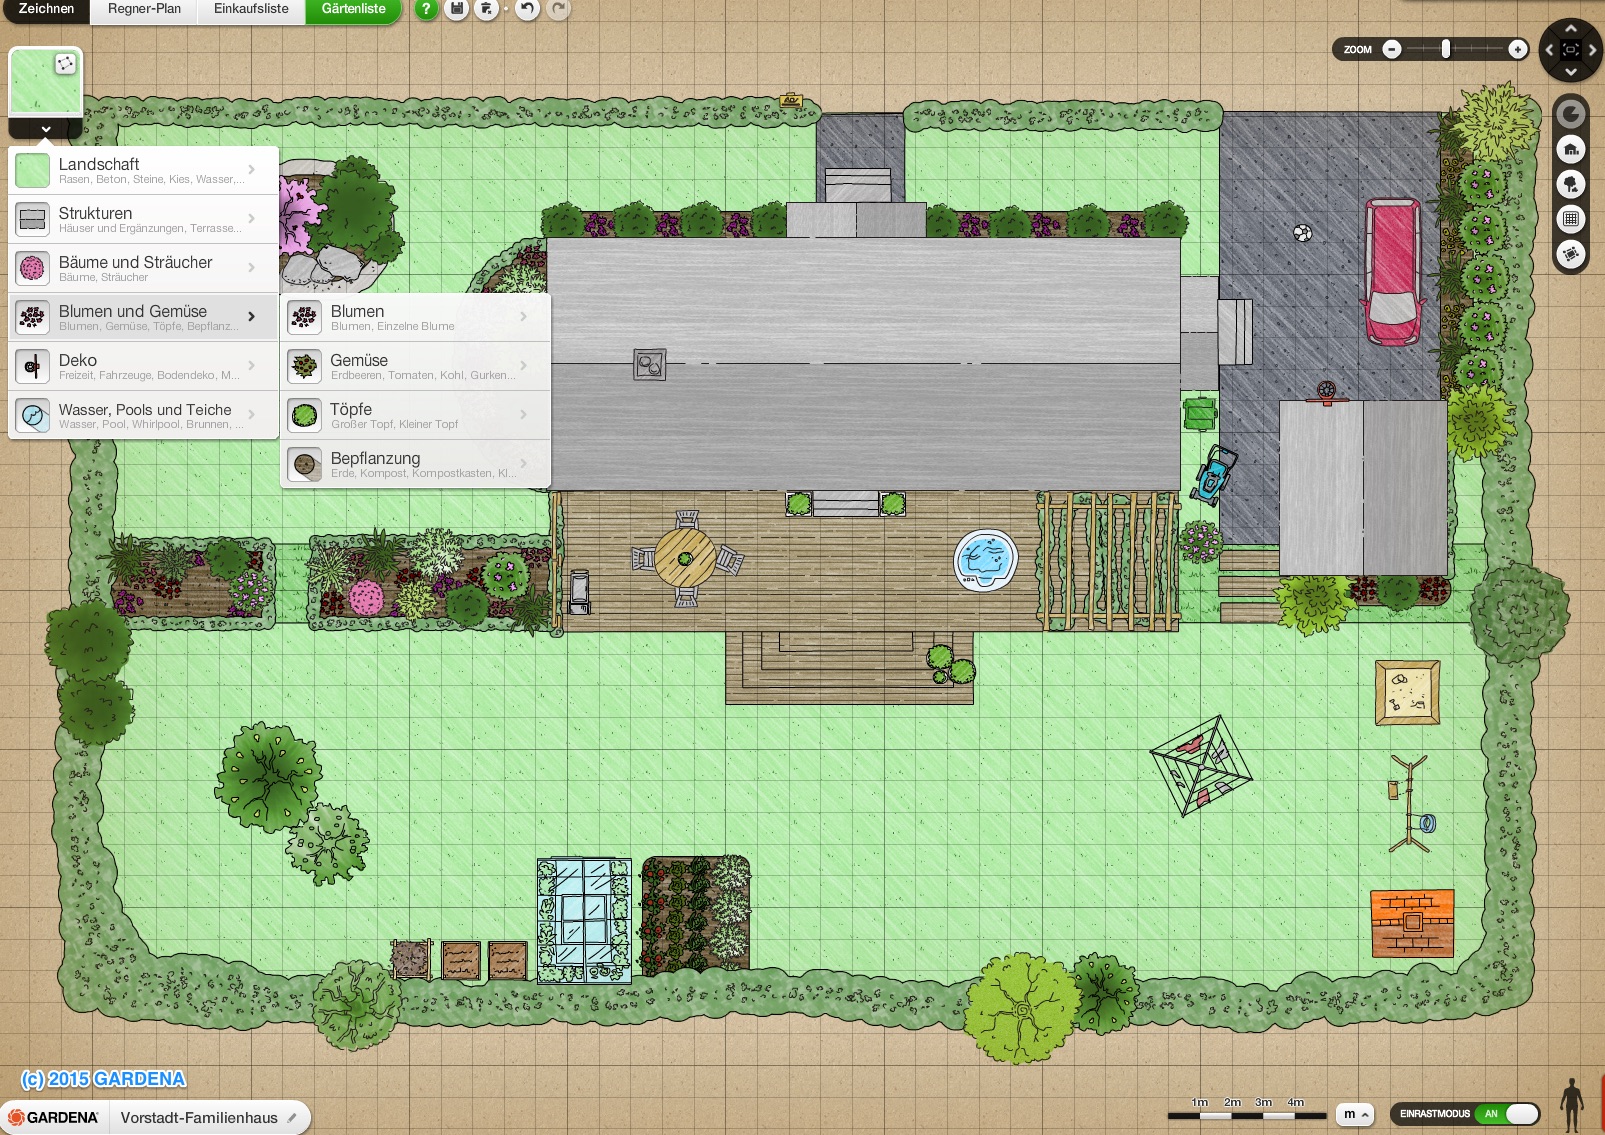 Zeichnen
Regner-Plan
Einkaufsliste
Gärtenliste
?
ZOOM
Landschaft
Rasen, Beton, Steine, Kies, Wasser,...
Strukturen
Häuser und Ergänzungen, Terrasse...
Bäume und Sträucher
Bäume, Sträucher
Blumen und Gemüse
Blumen, Gemüse, Töpfe, Bepflanz...
Deko
Freizeit, Fahrzeuge, Bodendeko, M...
Wasser, Pools und Teiche
Wasser, Pool, Whirlpool, Brunnen, ...
Blumen
Blumen, Einzelne Blume
Gemüse
Erdbeeren, Tomaten, Kohl, Gurken...
Töpfe
Großer Topf, Kleiner Topf
Bepflanzung
Erde, Kompost, Kompostkasten, Kl...
(c) 2015 GARDENA
GARDENA
Vorstadt-Familienhaus
1m 2m 3m 4m
m
EINRASTMODUS AN